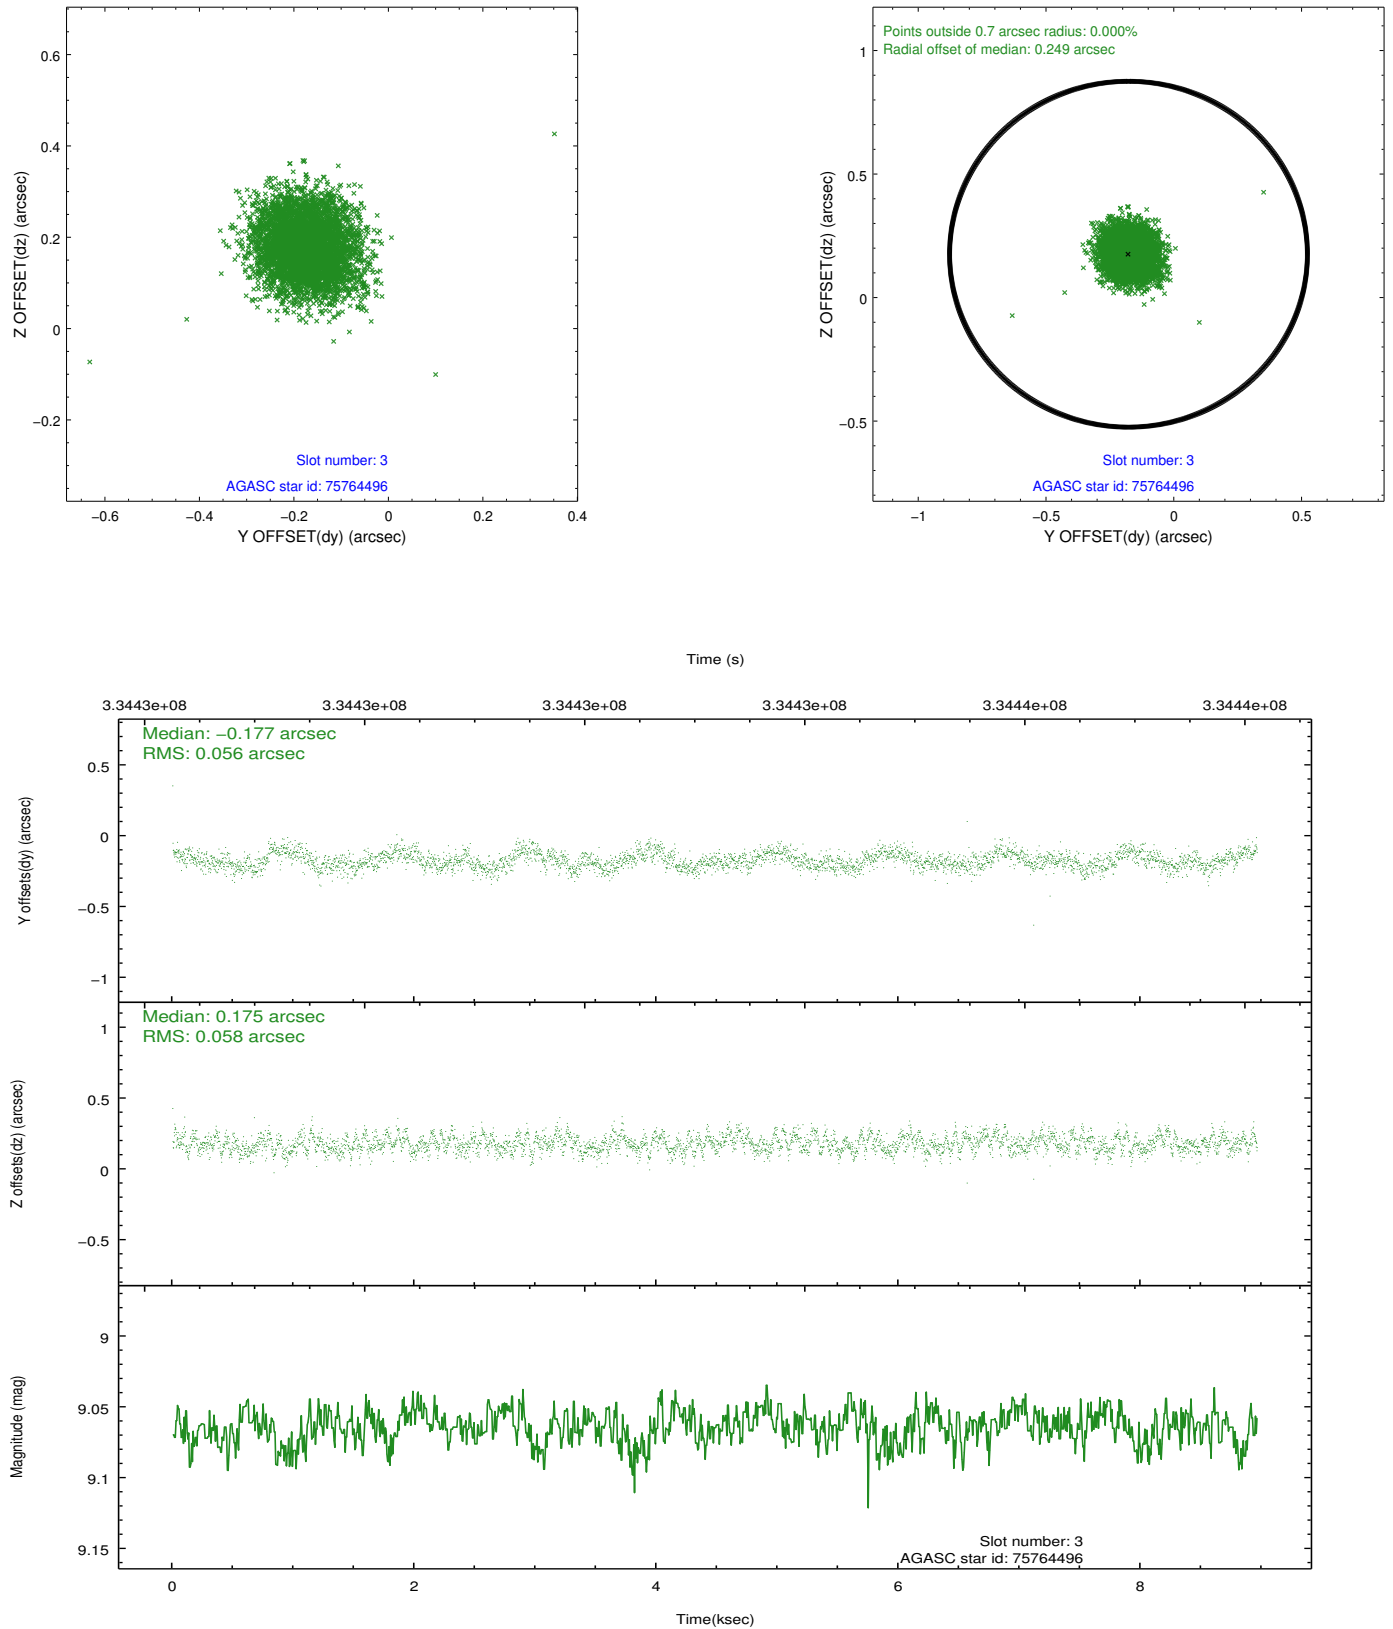 0.6
0.4
0.2
0
−0.2
Z OFFSET(dz) (arcsec)
Slot number: 3
AGASC star id: 75764496
−0.6 −0.4 −0.2 0 0.2 0.4
Y OFFSET(dy) (arcsec)
Points outside 0.7 arcsec radius: 0.000%
Radial offset of median: 0.249 arcsec
1
0.5
0
−0.5
Z OFFSET(dz) (arcsec)
Slot number: 3
AGASC star id: 75764496
−1 −0.5 0 0.5
Y OFFSET(dy) (arcsec)
Time (s)
3.3443e+08 3.3443e+08 3.3443e+08 3.3443e+08 3.3444e+08 3.3444e+08
Median: −0.177 arcsec
RMS: 0.056 arcsec
0.5
0
−0.5
−1
Y offsets(dy) (arcsec)
Median: 0.175 arcsec
RMS: 0.058 arcsec
1
0.5
0
−0.5
Z offsets(dz) (arcsec)
9
9.05
9.1
9.15
Magnitude (mag)
Slot number: 3
AGASC star id: 75764496
0 2 4 6 8
Time(ksec)